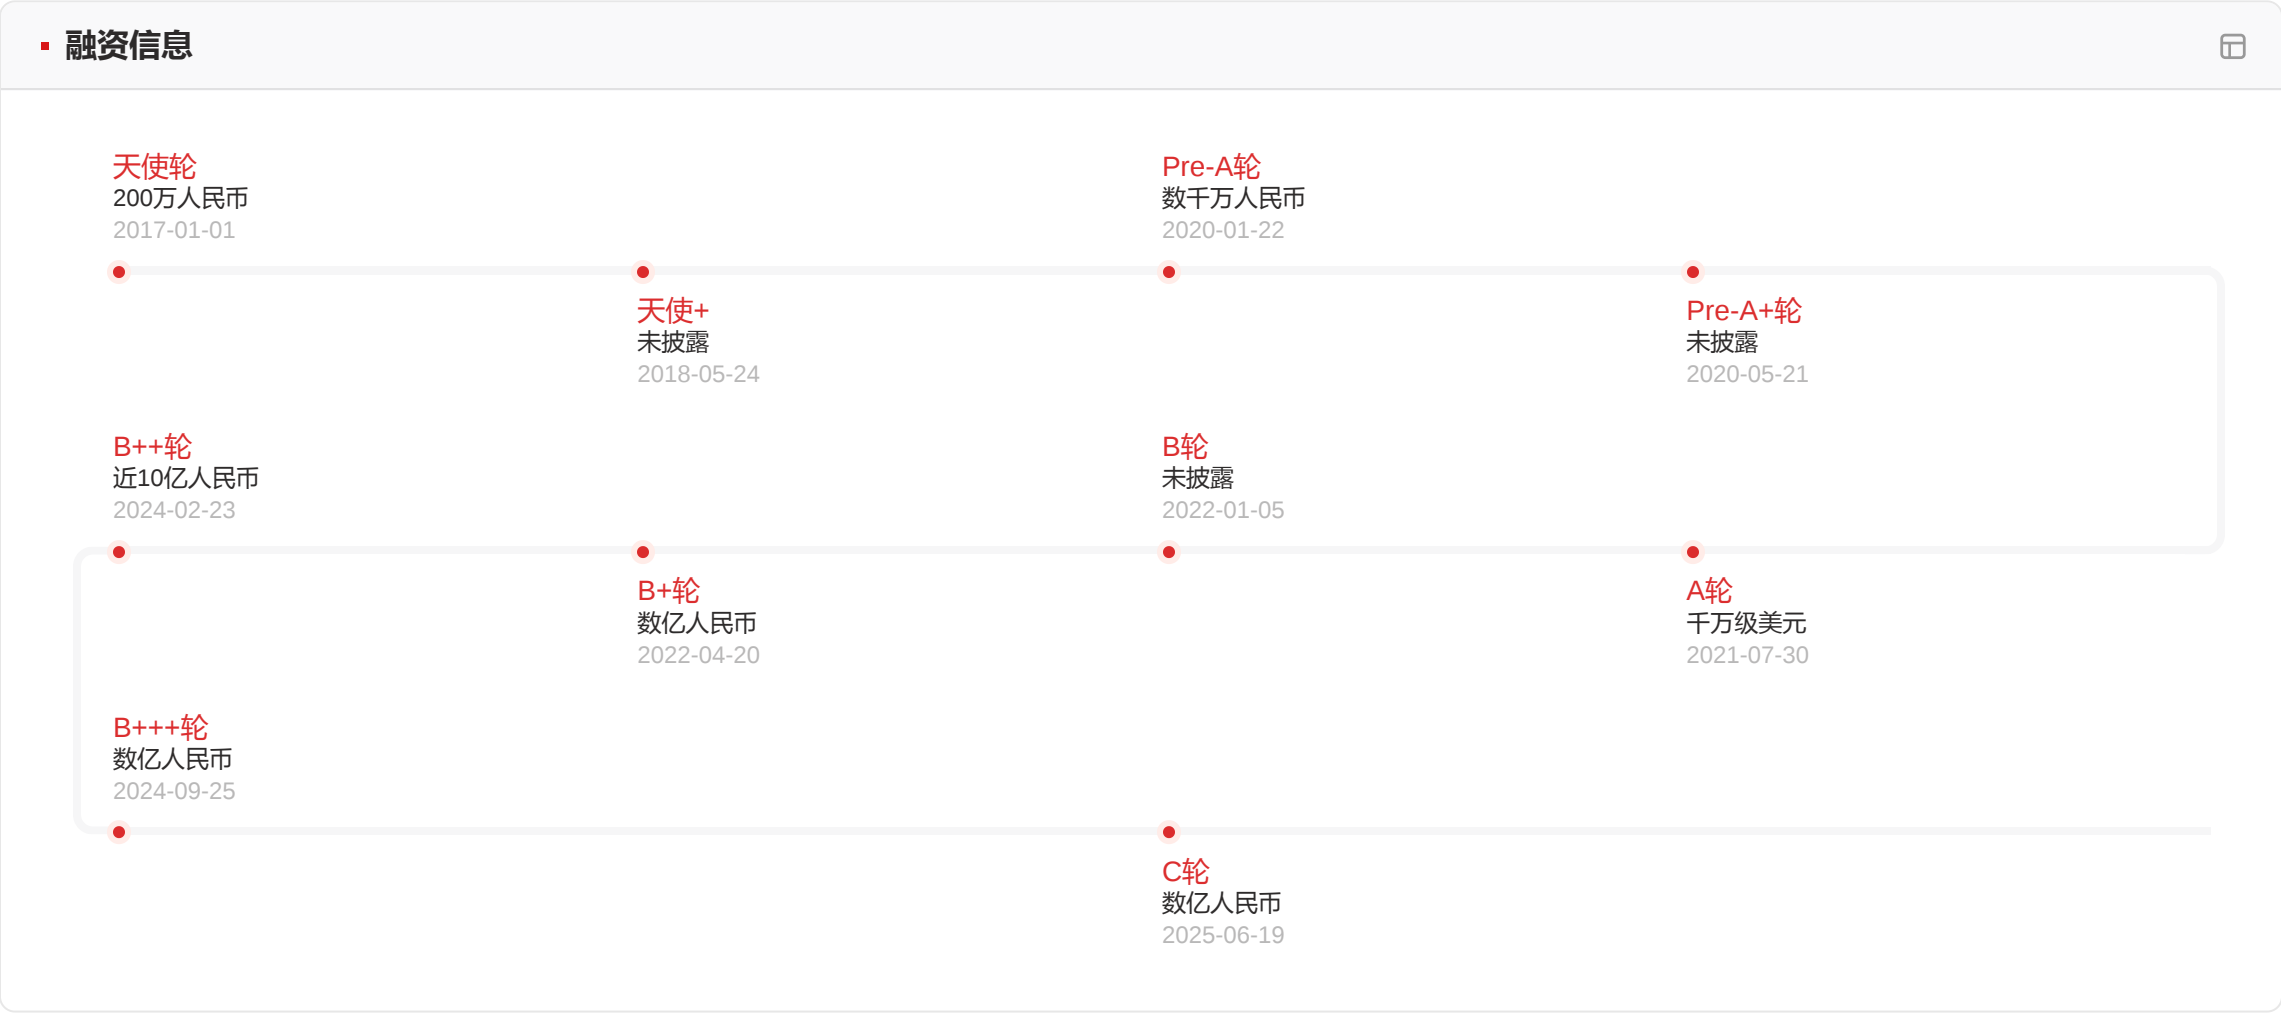 融资信息
天使轮
200万人民币
2017-01-01
天使+
未披露
2018-05-24
Pre-A轮
数千万人民币
2020-01-22
Pre-A+轮
未披露
2020-05-21
A轮
千万级美元
2021-07-30
B轮
未披露
2022-01-05
B+轮
数亿人民币
2022-04-20
B++轮
近10亿人民币
2024-02-23
B+++轮
数亿人民币
2024-09-25
C轮
数亿人民币
2025-06-19